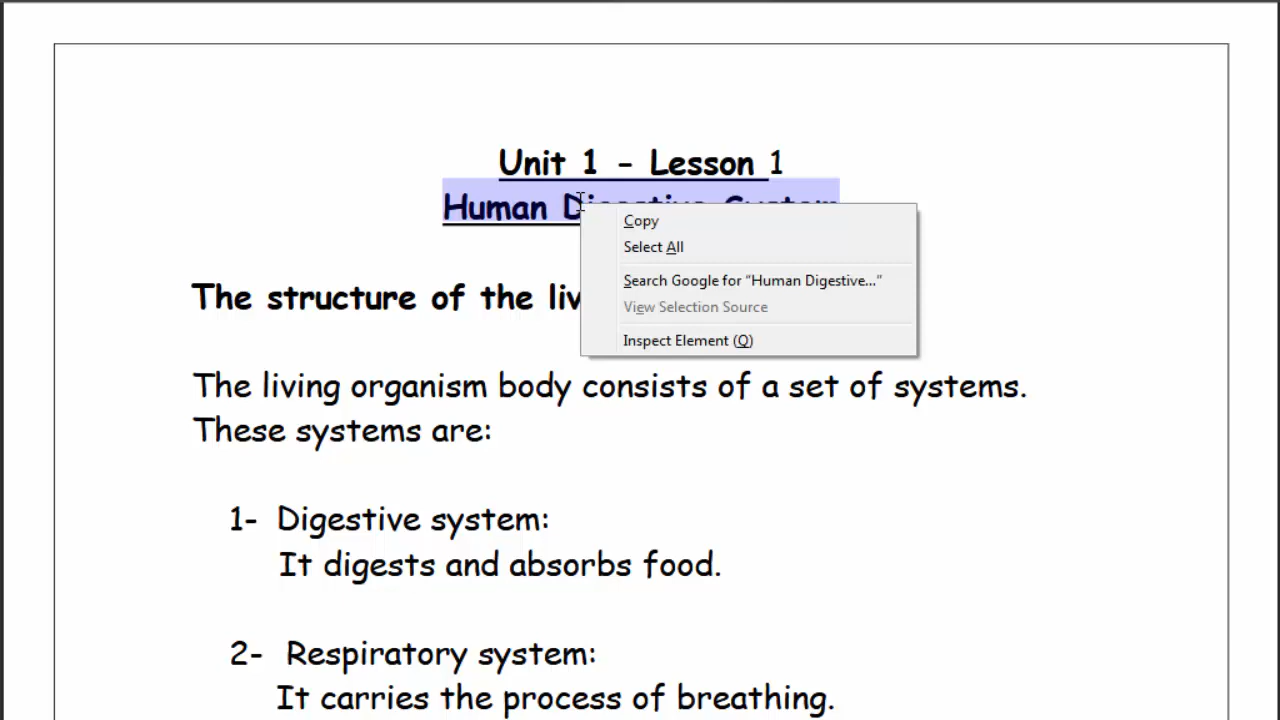 Unit 1 - Lesson 1
Human
Copy
Select All
Search Google for “Human Digestive...”
View Selection Source
Inspect Element (Q)
The structure of the
The living organism body consists of a set of systems.
These systems are:
1- Digestive system:
It digests and absorbs food.
2- Respiratory system:
It carries the process of breathing.